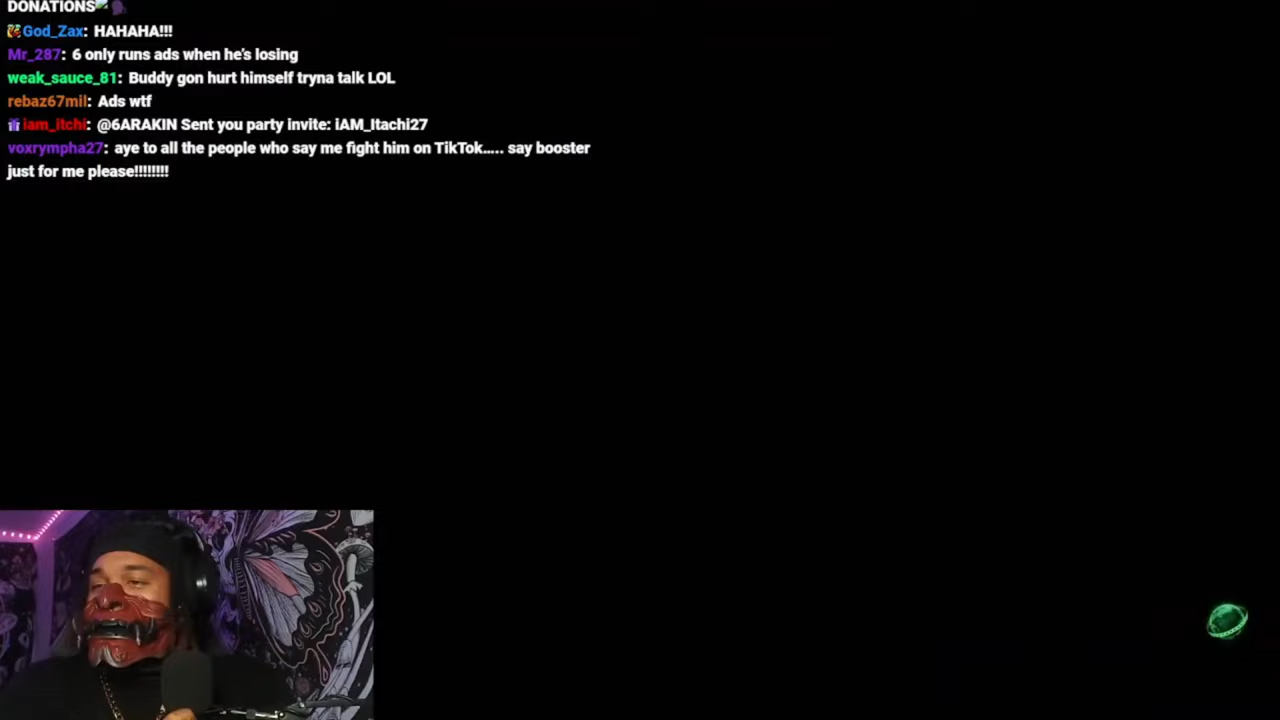 DONATIONS
God_Zax: HAHAHA!!!
Mr_287: 6 only runs ads when he's losing
weak_sauce_81: Buddy gon hurt himself tryna talk LOL
rebaz67mil: Ads wtf
iam_itchi: @6ARAKIN Sent you party invite: iAM_Itachi27
voxrympha27: aye to all the people who say me fight him on TikTok….. say booster
just for me please!!!!!!!!